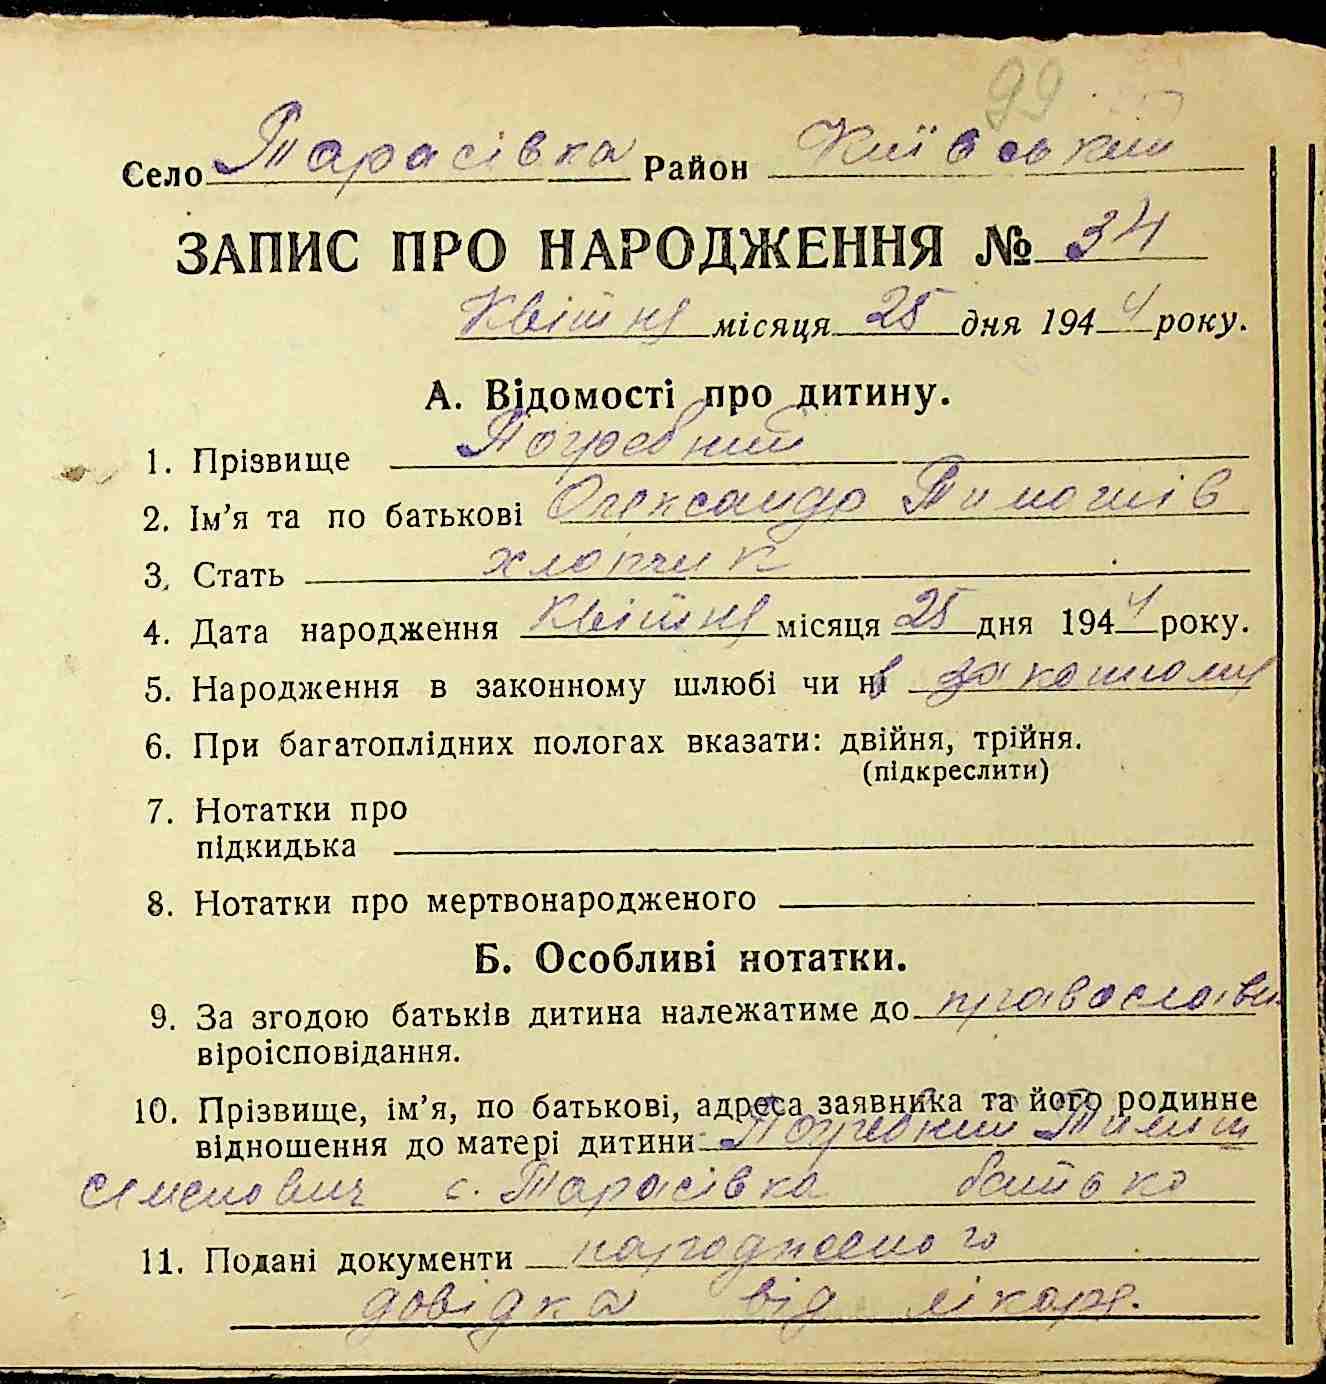 99
Село Тарасівка Район Київський
ЗАПИС ПРО НАРОДЖЕННЯ № 34
Квітня місяця 25 дня 1944 року.
А. Відомості про дитину.
1. Прізвище Погребний
2. Ім'я та по батькові Олександр Тимошів
3. Стать хлопчик
4. Дата народження Квітня місяця 25 дня 1944 року.
5. Народження в законному шлюбі чи ні в законному
6. При багатоплідних пологах вказати: двійня, трійня.
(підкреслити)
7. Нотатки про
підкидька
8. Нотатки про мертвонародженого
Б. Особливі нотатки.
9. За згодою батьків дитина належатиме до православн
віроісповідання.
10. Прізвище, ім'я, по батькові, адреса заявника та його родинне
відношення до матері дитини Погребний Тимиш
Семенович с. Тарасівка батько
11. Подані документи народженого
довідка від лікаря.